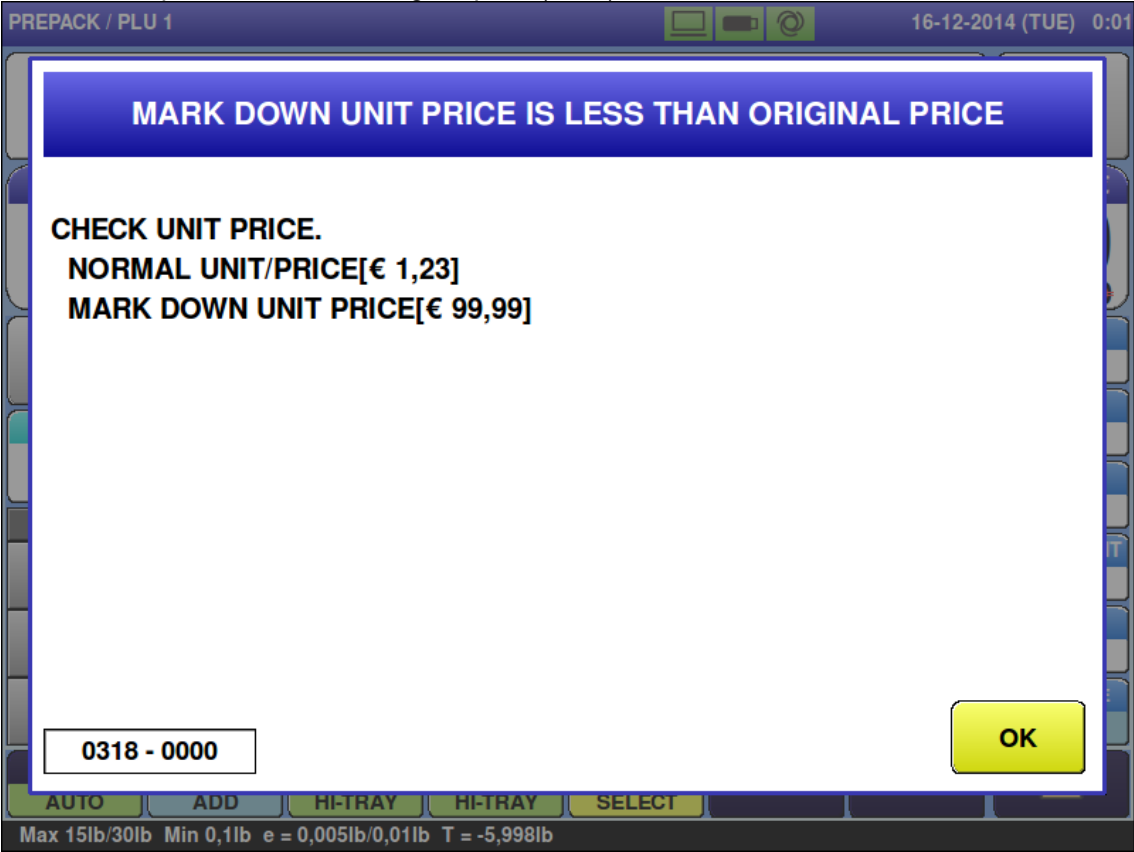 PREPACK / PLU 1
16-12-2014 (TUE) 0:01
MARK DOWN UNIT PRICE IS LESS THAN ORIGINAL PRICE
CHECK UNIT PRICE.
NORMAL UNIT/PRICE[€ 1,23]
MARK DOWN UNIT PRICE[€ 99,99]
0318 - 0000
OK
AUTO ADD HI-TRAY HI-TRAY SELECT
Max 15lb/30lb Min 0,1lb e = 0,005lb/0,01lb T = -5,998lb